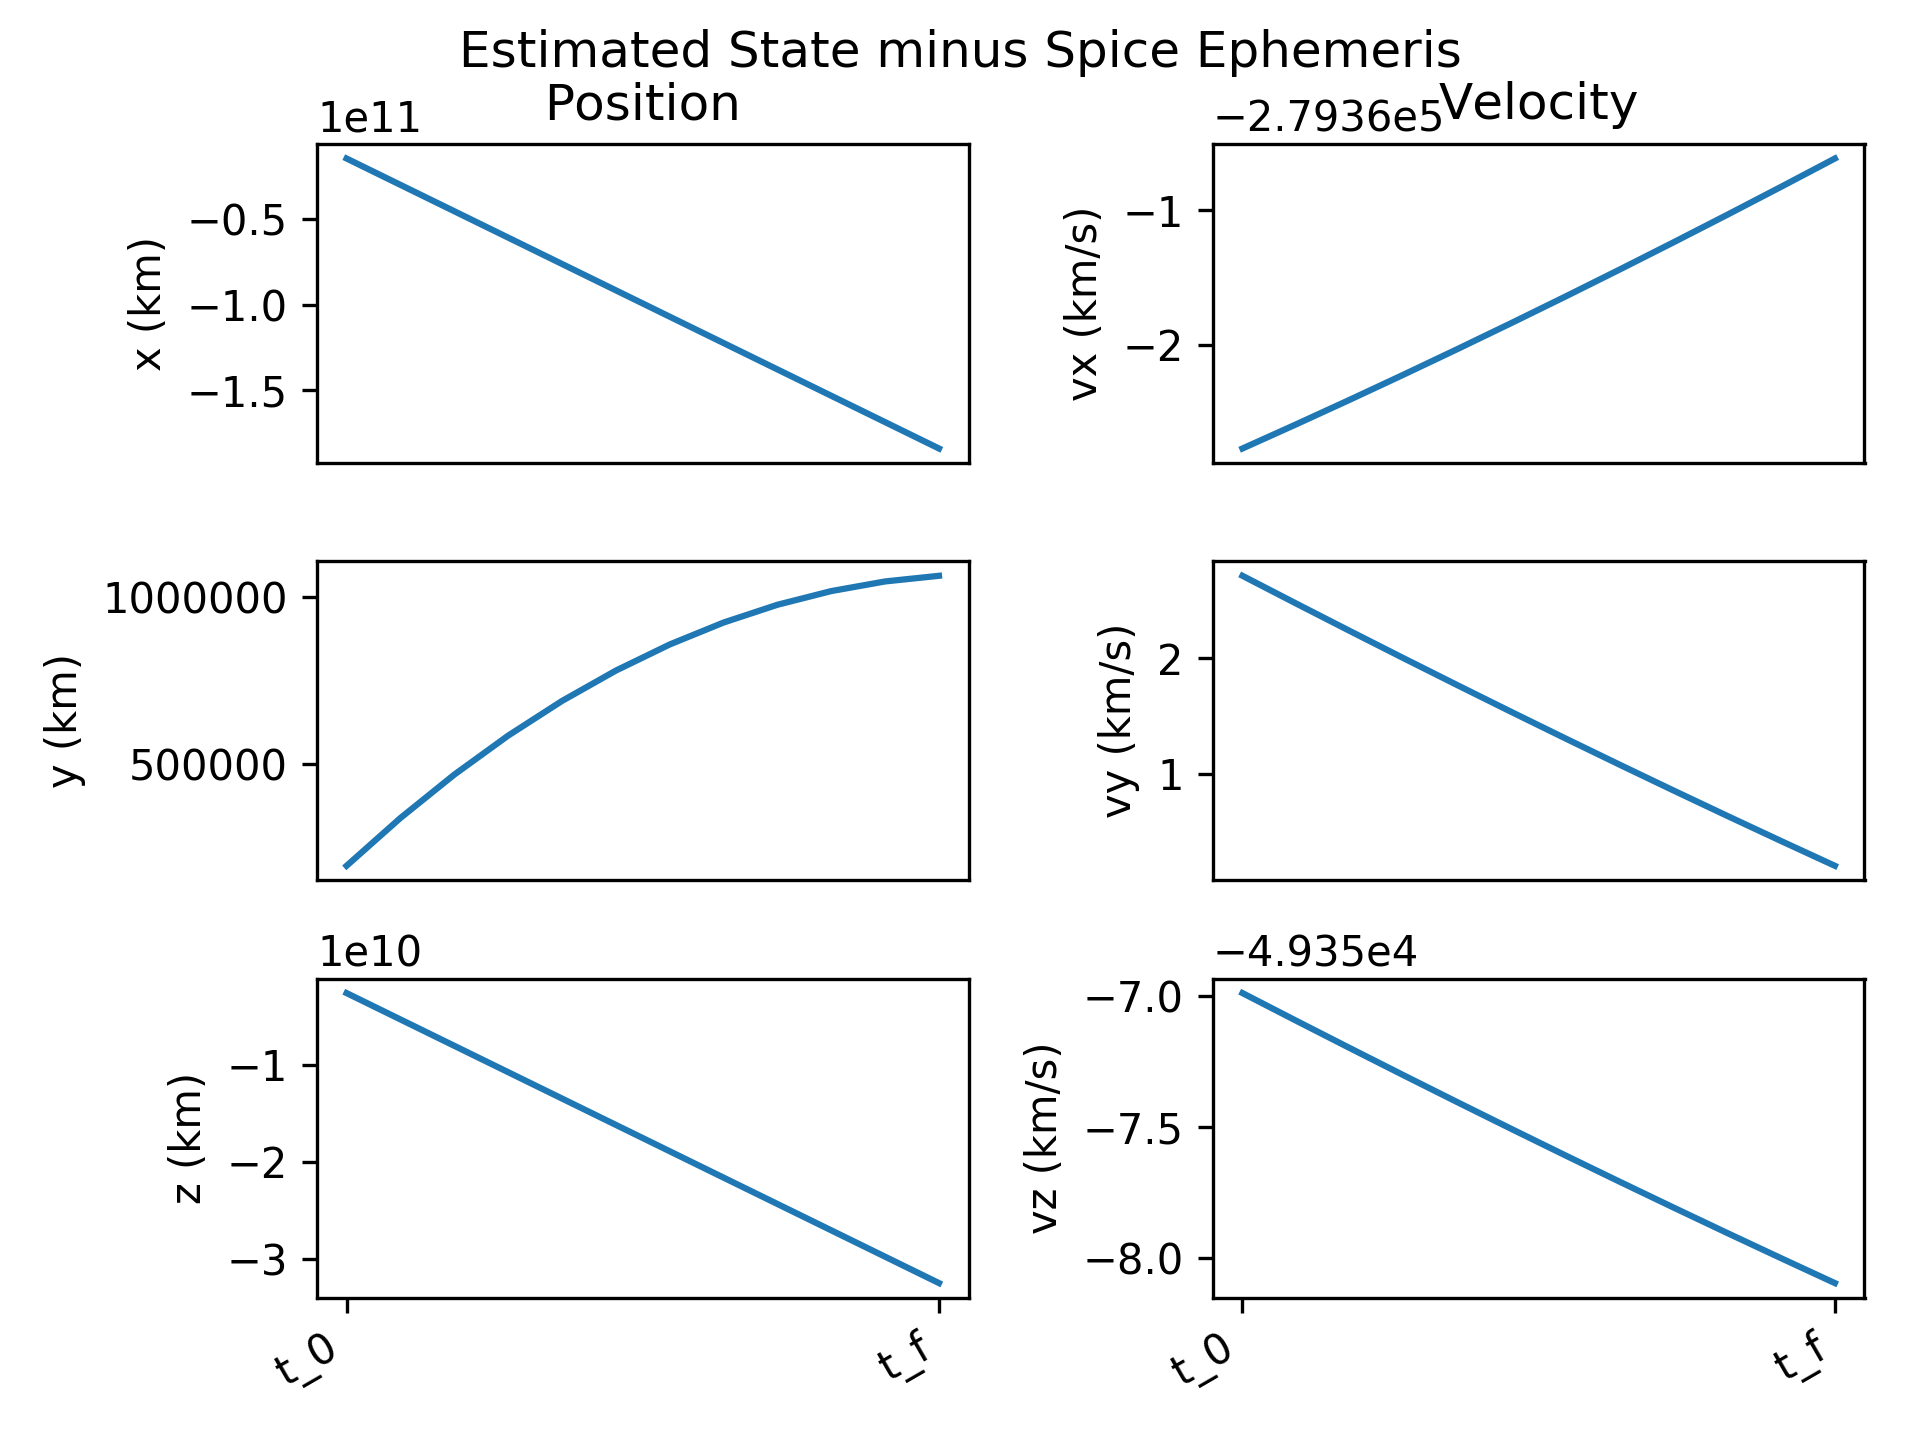 Estimated State minus Spice Ephemeris
Position
Velocity
1e11
−0.5
−1.0
−1.5
x (km)
−2.7936e5
−1
−2
vx (km/s)
1000000
500000
y (km)
2
1
vy (km/s)
1e10
−1
−2
−3
z (km)
t_0
t_f
−4.935e4
−7.0
−7.5
−8.0
vz (km/s)
t_0
t_f